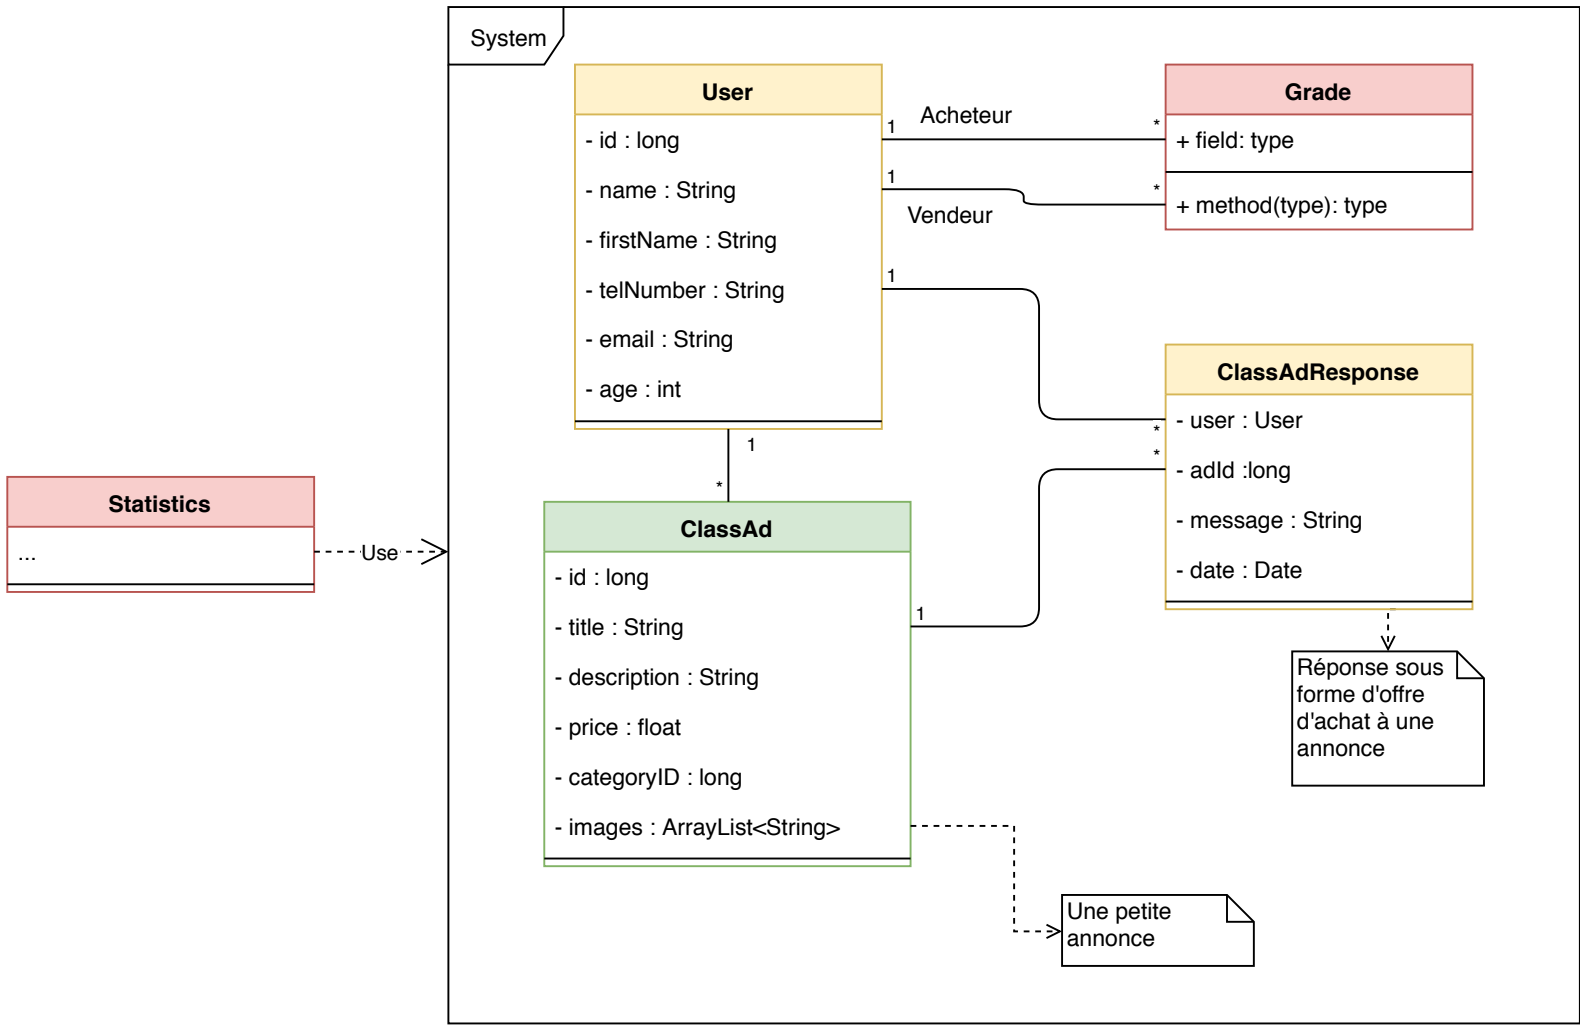 System
User
- id : long
- name : String
- firstName : String
- telNumber : String
- email : String
- age : int
1
Acheteur
*
1
Vendeur
*
1
Grade
+ field: type
+ method(type): type
ClassAdResponse
- user : User
- adId :long
- message : String
- date : Date
*
*
1
*
Statistics
...
Use
ClassAd
- id : long
- title : String
- description : String
- price : float
- categoryID : long
- images : ArrayList<String>
1
Réponse sous
forme d'offre
d'achat à une
annonce
Une petite
annonce